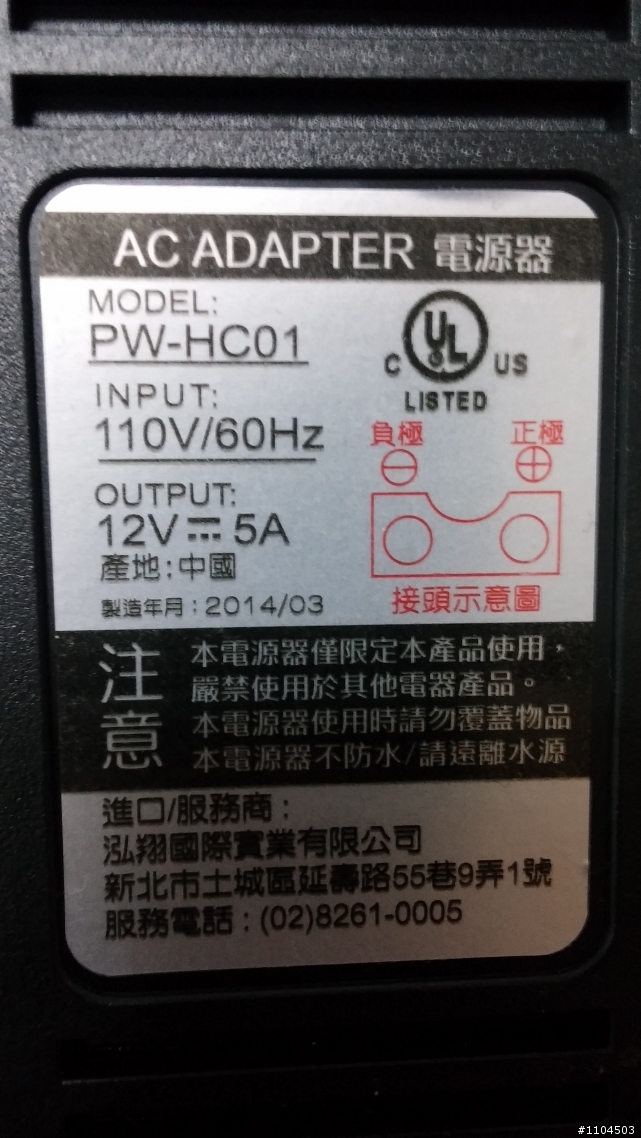 AC ADAPTER 電源器
MODEL:
PW-HC01
C UL US
LISTED
INPUT:
110V/60Hz
負極 正極
OUTPUT:
12V⎓5A
產地:中國
製造年月:2014/03
接頭示意圖
注意
本電源器僅限定本產品使用,
嚴禁使用於其他電器產品。
本電源器使用時請勿覆蓋物品
本電源器不防水/請遠離水源
進口/服務商:
泓翔國際實業有限公司
新北市土城區延壽路55巷9弄1號
服務電話:(02)8261-0005
#1104503